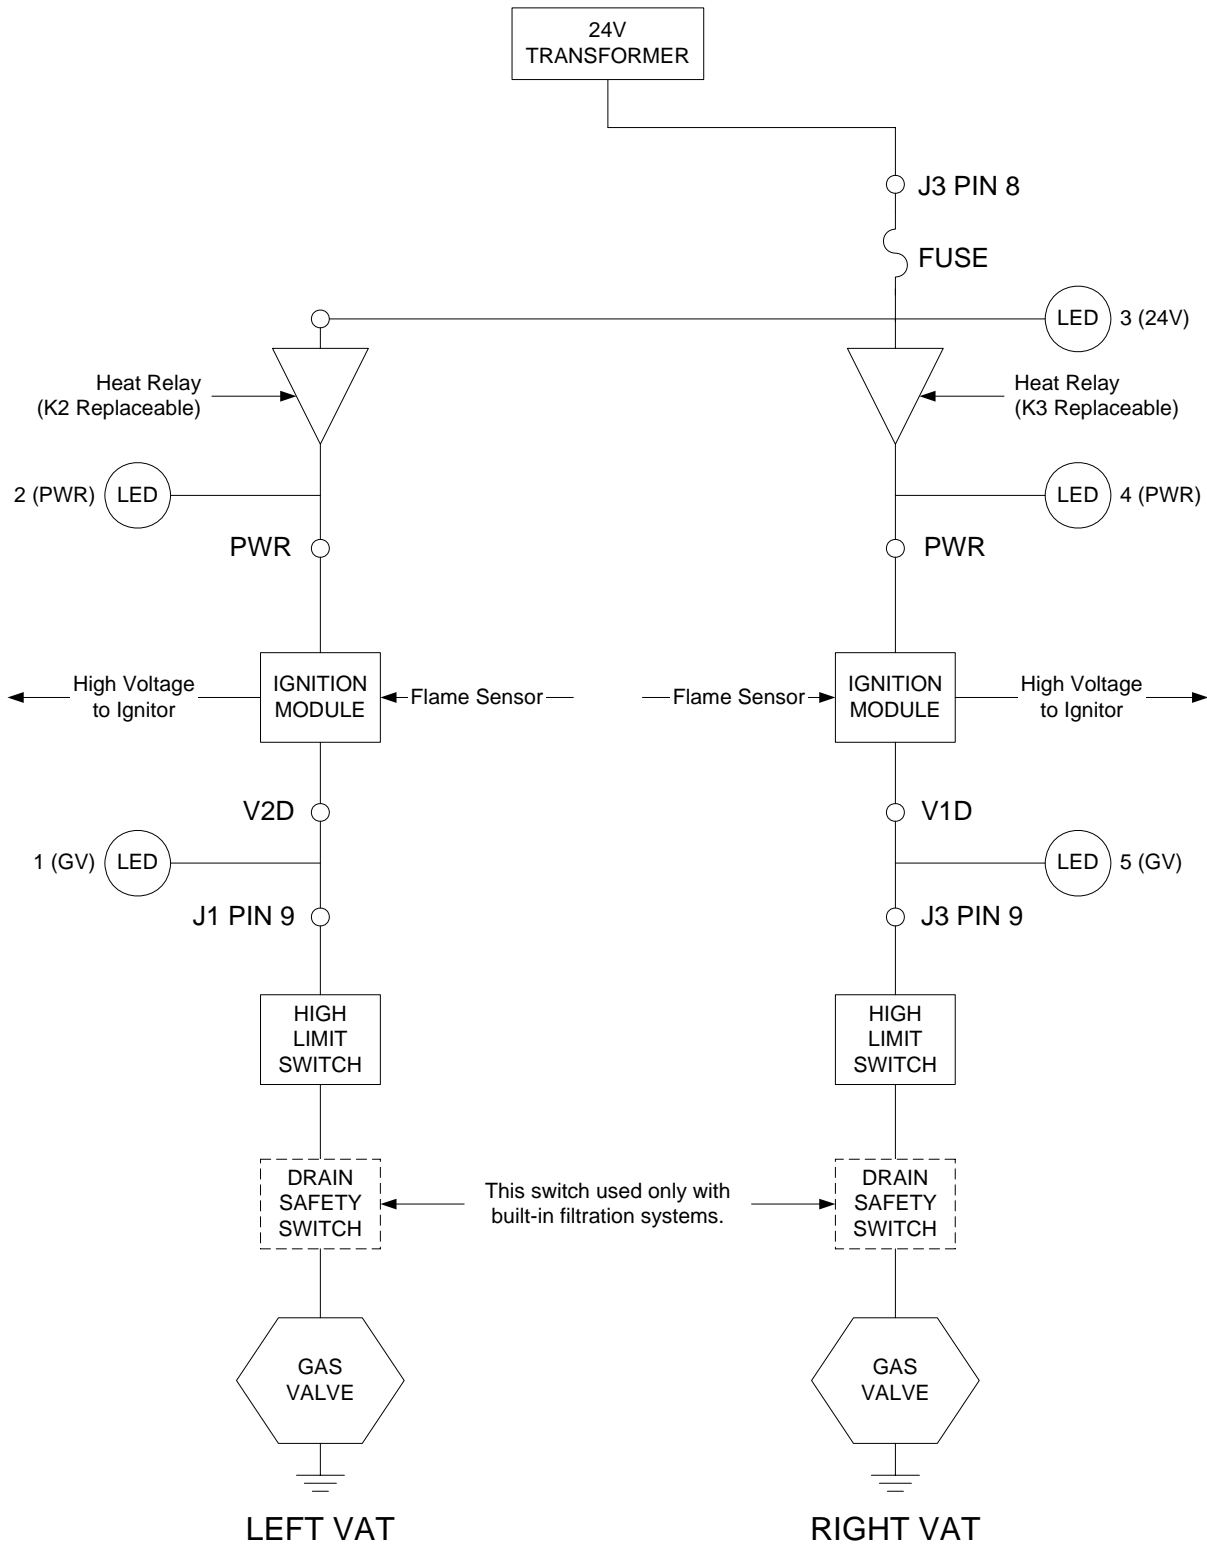 24V
TRANSFORMER
J3 PIN 8
FUSE
LED
3 (24V)
Heat Relay
(K2 Replaceable)
Heat Relay
(K3 Replaceable)
2 (PWR)
LED
LED
4 (PWR)
PWR
PWR
High Voltage
to Ignitor
IGNITION
MODULE
Flame Sensor
Flame Sensor
IGNITION
MODULE
High Voltage
to Ignitor
V2D
V1D
1 (GV)
LED
LED
5 (GV)
J1 PIN 9
J3 PIN 9
HIGH
LIMIT
SWITCH
HIGH
LIMIT
SWITCH
DRAIN
SAFETY
SWITCH
This switch used only with
built-in filtration systems.
DRAIN
SAFETY
SWITCH
GAS
VALVE
GAS
VALVE
LEFT VAT
RIGHT VAT